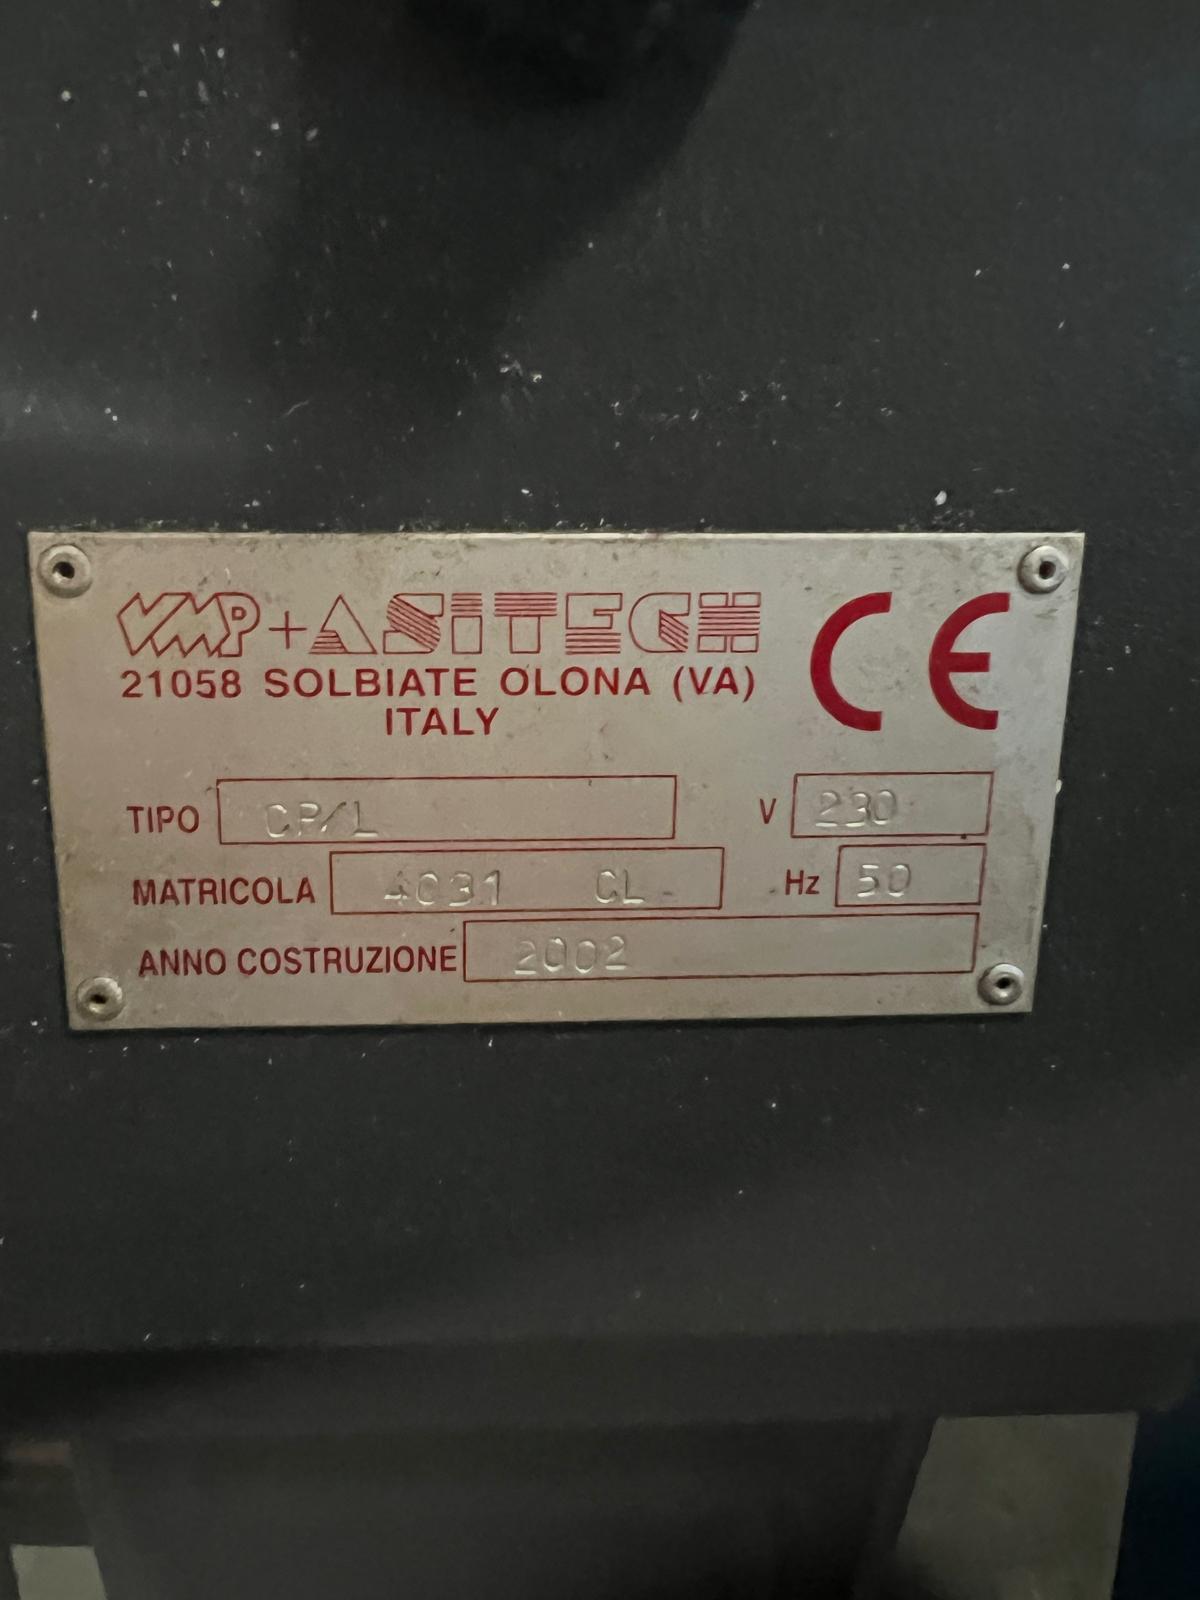 VMP+ASITECH CE
21058 SOLBIATE OLONA (VA)
ITALY
TIPO CP/L V 230
MATRICOLA 4031 CL Hz 50
ANNO COSTRUZIONE 2002